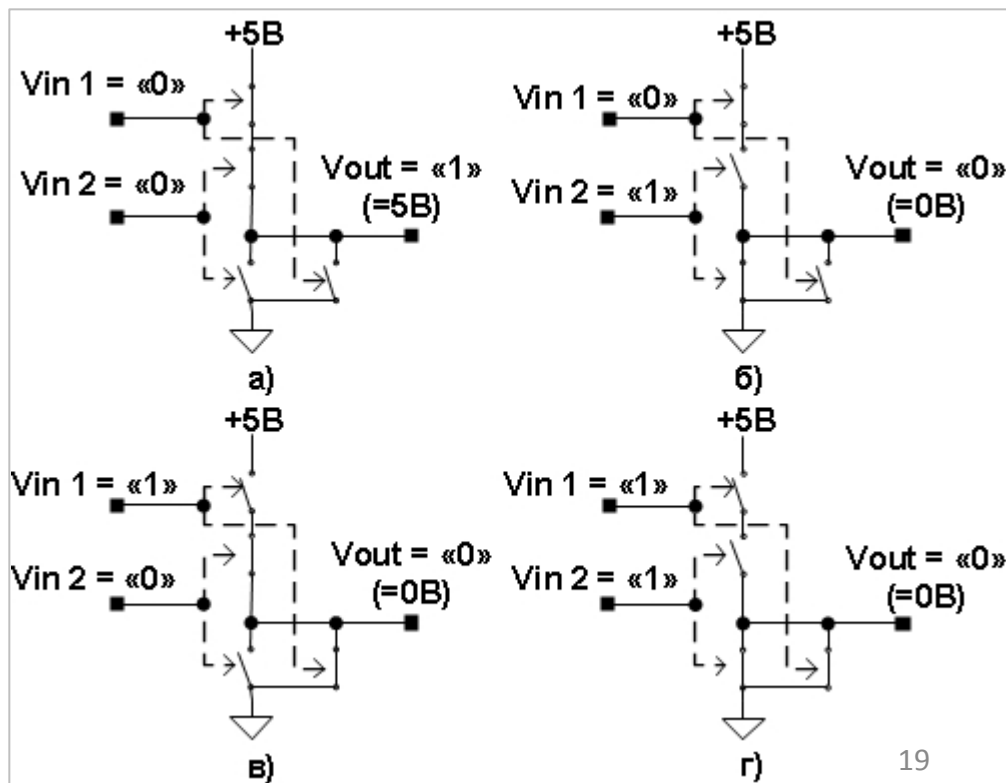 +5В
Vin 1 = «0»
Vin 2 = «0»
Vout = «1»
(=5В)
а)
+5В
Vin 1 = «0»
Vin 2 = «1»
Vout = «0»
(=0В)
б)
+5В
Vin 1 = «1»
Vin 2 = «0»
Vout = «0»
(=0В)
в)
+5В
Vin 1 = «1»
Vin 2 = «1»
Vout = «0»
(=0В)
г)
19